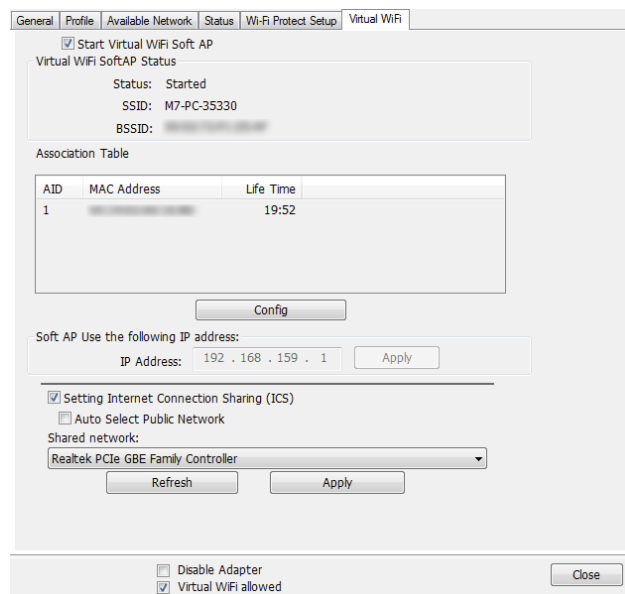 General Profile Available Network Status Wi-Fi Protect Setup Virtual WiFi
Start Virtual WiFi Soft AP
Virtual WiFi SoftAP Status
Status: Started
SSID: M7-PC-35330
BSSID:
Association Table
AID MAC Address Life Time
1 19:52
Config
Soft AP Use the following IP address:
IP Address: 192 . 168 . 159 . 1 Apply
Setting Internet Connection Sharing (ICS)
Auto Select Public Network
Shared network:
Realtek PCIe GBE Family Controller
Refresh Apply
Disable Adapter
Close
Virtual WiFi allowed